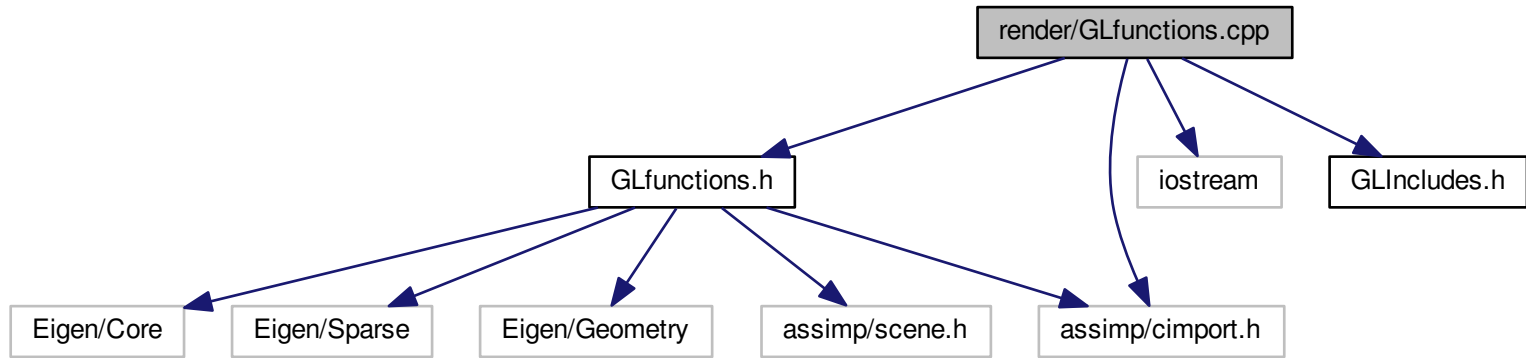 render/GLfunctions.cpp
GLfunctions.h
iostream
GLIncludes.h
Eigen/Core
Eigen/Sparse
Eigen/Geometry
assimp/scene.h
assimp/cimport.h